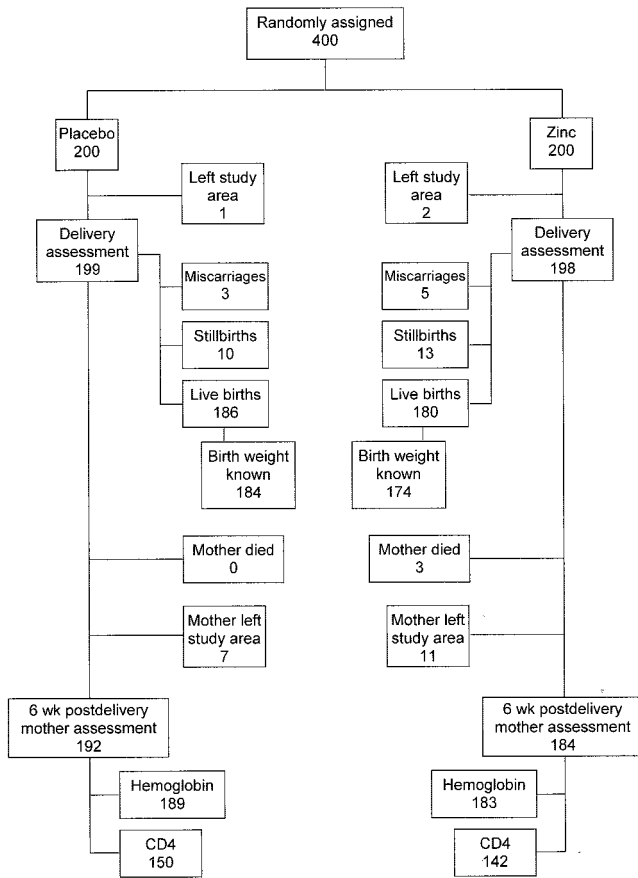 Randomly assigned
400
Placebo
200
Zinc
200
Left study
area
1
Left study
area
2
Delivery
assessment
199
Delivery
assessment
198
Miscarriages
3
Miscarriages
5
Stillbirths
10
Stillbirths
13
Live births
186
Live births
180
Birth weight
known
184
Birth weight
known
174
Mother died
0
Mother died
3
Mother left
study area
7
Mother left
study area
11
6 wk postdelivery
mother assessment
192
6 wk postdelivery
mother assessment
184
Hemoglobin
189
Hemoglobin
183
CD4
150
CD4
142